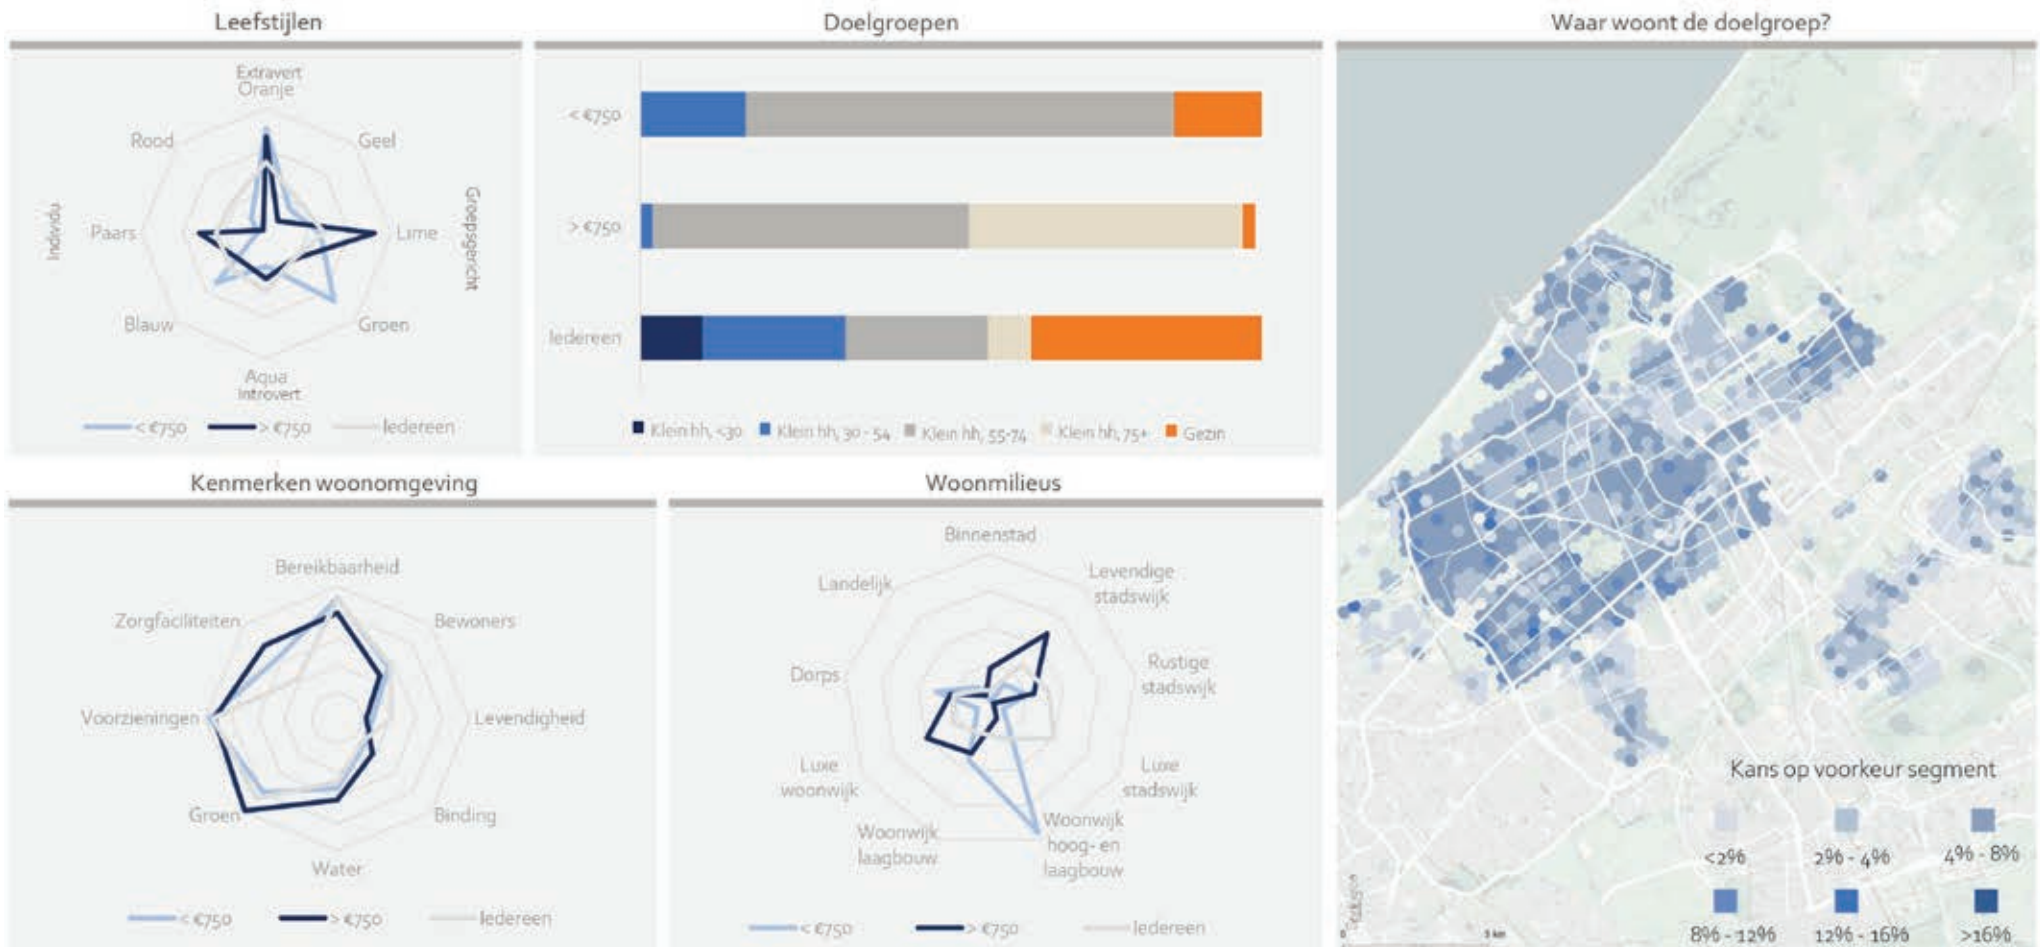 Leefstijlen
Extravert
Oranje
Rood
Geel
Individu
Groepsgericht
Paars
Lime
Blauw
Groen
Aqua
Introvert
< €750
> €750
Iedereen
Doelgroepen
< €750
> €750
Iedereen
Klein hh, <30
Klein hh, 30 - 54
Klein hh, 55-74
Klein hh, 75+
Gezin
Waar woont de doelgroep?
Kans op voorkeur segment
<2%
2% - 4%
4% - 8%
8% - 12%
12% - 16%
>16%
0
3 km
Kenmerken woonomgeving
Bereikbaarheid
Zorgfaciliteiten
Bewoners
Voorzieningen
Levendigheid
Groen
Binding
Water
< €750
> €750
Iedereen
Woonmilieus
Binnenstad
Landelijk
Levendige
stadswijk
Dorps
Rustige
stadswijk
Luxe
woonwijk
Luxe
stadswijk
Woonwijk
laagbouw
Woonwijk
hoog- en
laagbouw
< €750
> €750
Iedereen